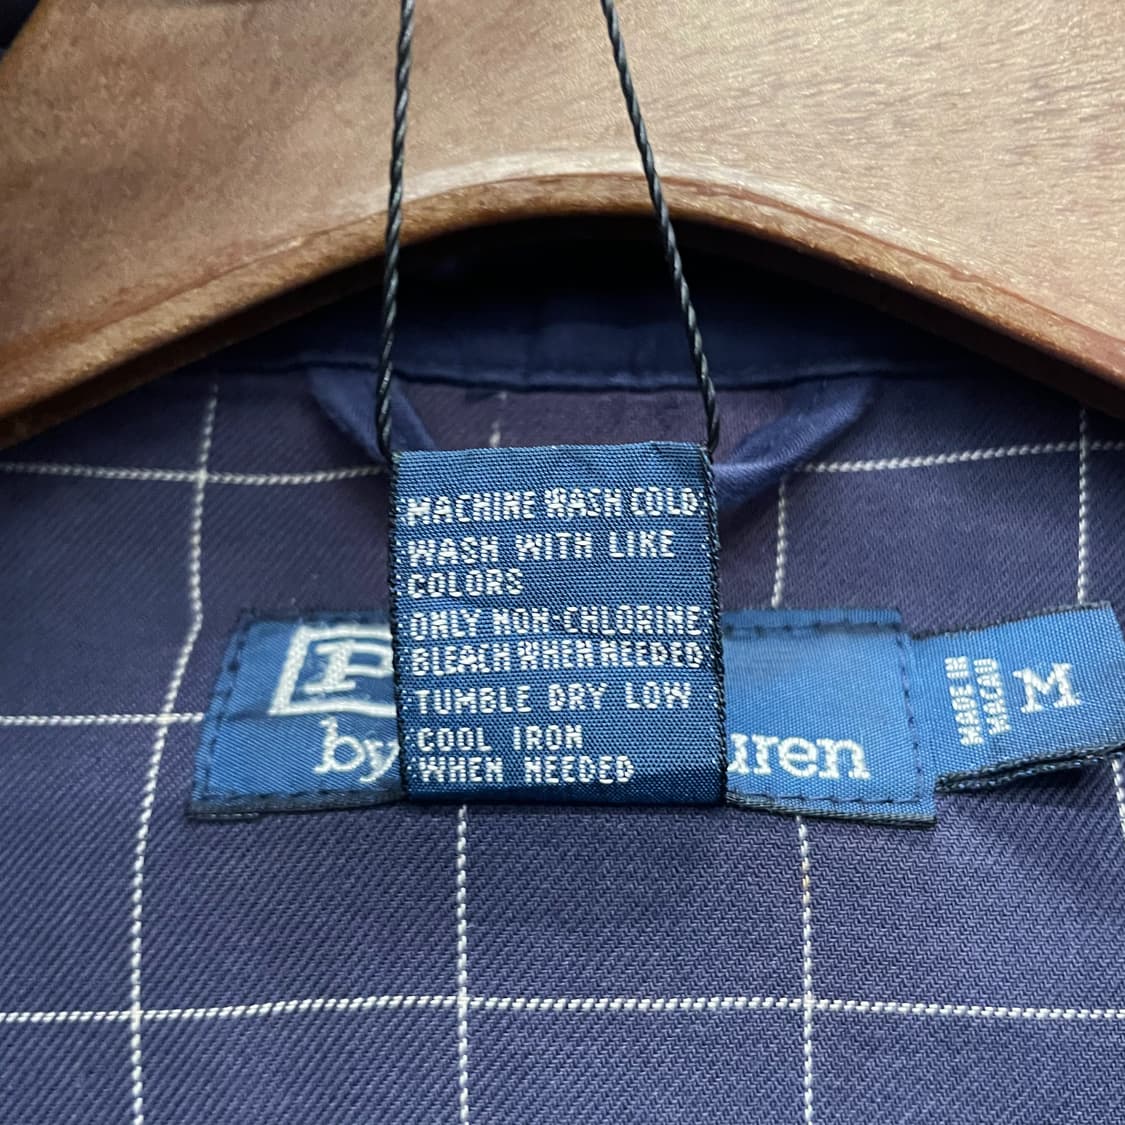 MACHINE WASH COLD
WASH WITH LIKE
COLORS
ONLY NON-CHLORINE
BLEACH WHEN NEEDED
TUMBLE DRY LOW
COOL IRON
WHEN NEEDED
P
by uren
MADE IN
MACAU
M